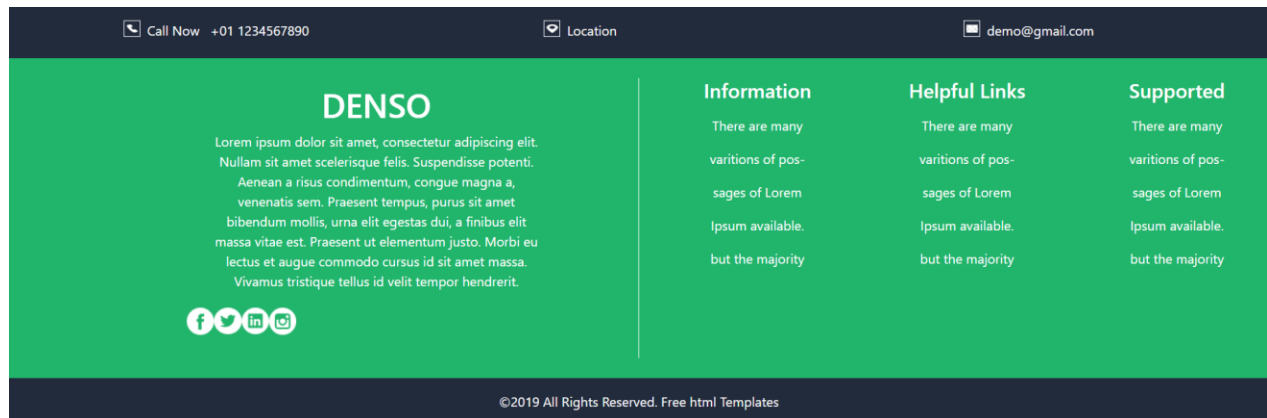 Call Now +01 1234567890
Location
demo@gmail.com
DENSO
Lorem ipsum dolor sit amet, consectetur adipiscing elit.
Nullam sit amet scelerisque felis. Suspendisse potenti.
Aenean a risus condimentum, congue magna a,
venenatis sem. Praesent tempus, purus sit amet
bibendum mollis, urna elit egestas dui, a finibus elit
massa vitae est. Praesent ut elementum justo. Morbi eu
lectus et augue commodo cursus id sit amet massa.
Vivamus tristique tellus id velit tempor hendrerit.
Information
There are many
varitions of pos-
sages of Lorem
Ipsum available.
but the majority
Helpful Links
There are many
varitions of pos-
sages of Lorem
Ipsum available.
but the majority
Supported
There are many
varitions of pos-
sages of Lorem
Ipsum available.
but the majority
©2019 All Rights Reserved. Free html Templates